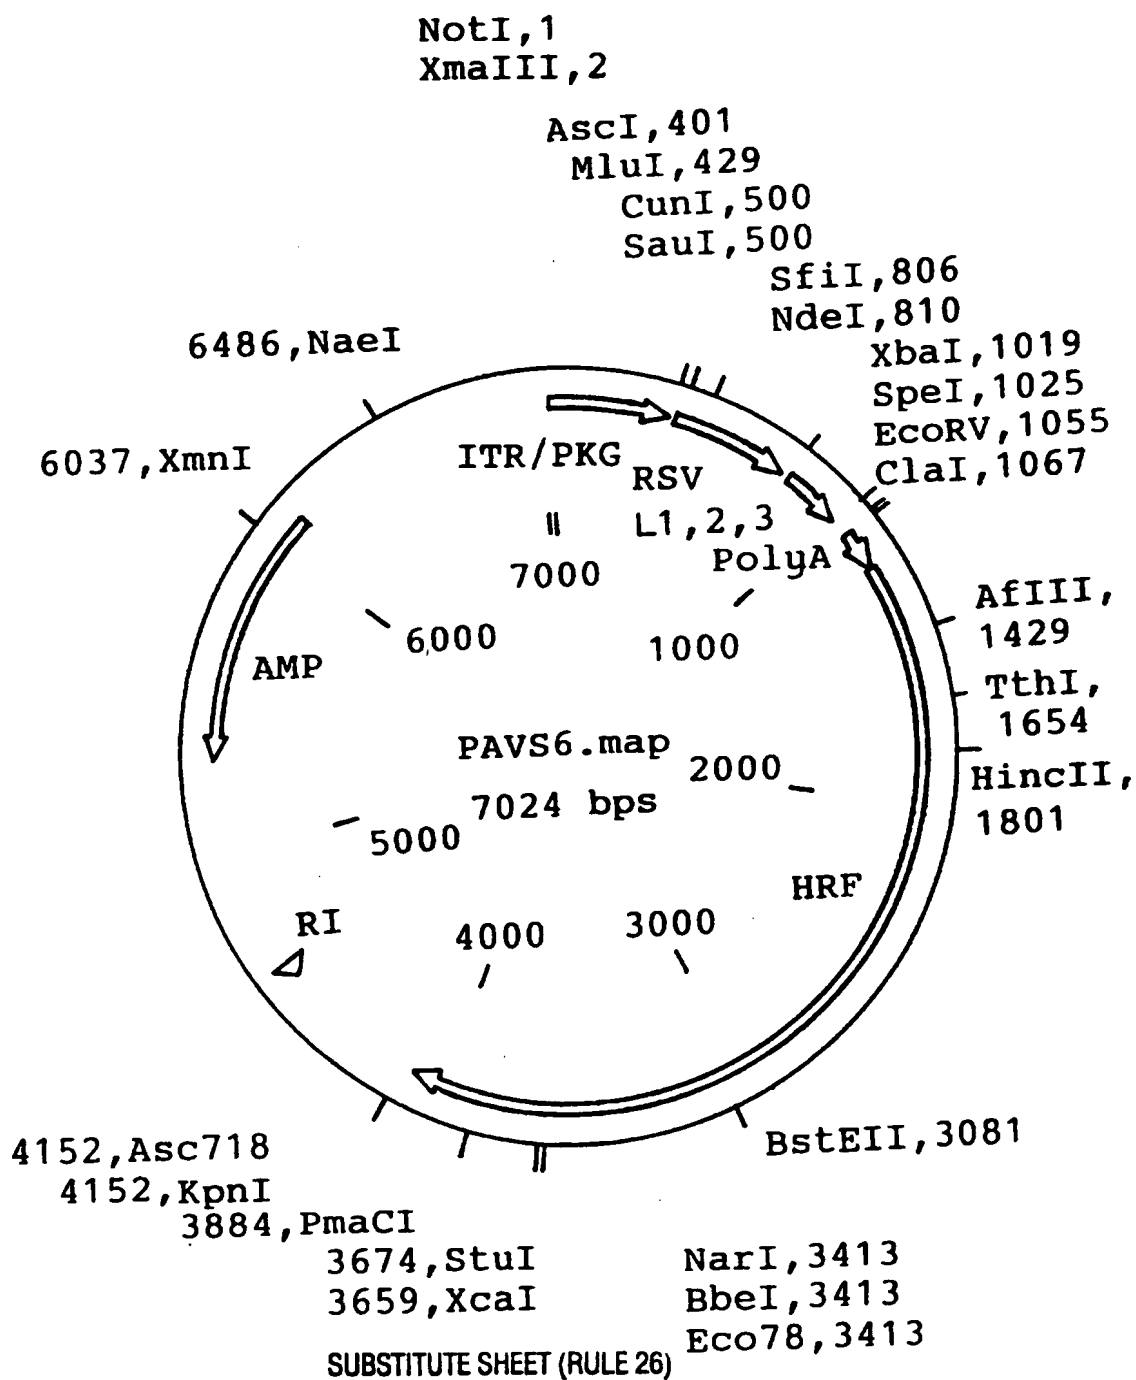 NotI,1
XmaIII,2
AscI,401
MluI,429
CunI,500
SauI,500
SfiI,806
NdeI,810
XbaI,1019
SpeI,1025
EcoRV,1055
ClaI,1067
6486,NaeI
6037,XmnI
ITR/PKG
RSV
L1,2,3
PolyA
7000
6,000
1000
AflII,
1429
TthI,
1654
HincII,
1801
AMP
PAVS6.map
7024 bps
2000
5000
HRF
RI
4000
3000
BstEII,3081
4152,Asc718
4152,KpnI
3884,PmaCI
3674,StuI
3659,XcaI
NarI,3413
BbeI,3413
Eco78,3413
SUBSTITUTE SHEET (RULE 26)